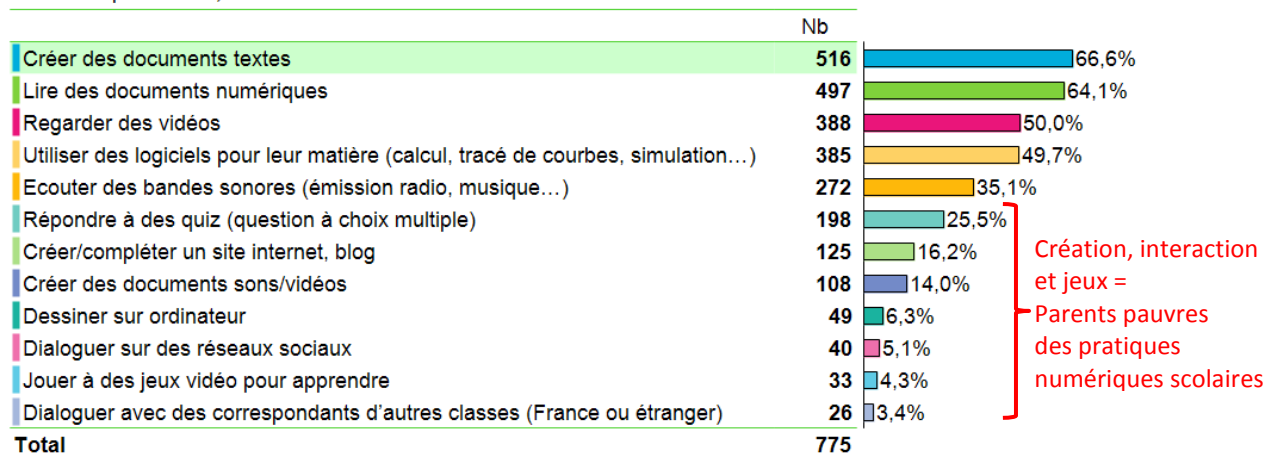 Nb
Créer des documents textes 516 66,6%
Lire des documents numériques 497 64,1%
Regarder des vidéos 388 50,0%
Utiliser des logiciels pour leur matière (calcul, tracé de courbes, simulation…) 385 49,7%
Ecouter des bandes sonores (émission radio, musique…) 272 35,1%
Répondre à des quiz (question à choix multiple) 198 25,5%
Créer/compléter un site internet, blog 125 16,2%
Créer des documents sons/vidéos 108 14,0%
Dessiner sur ordinateur 49 6,3%
Dialoguer sur des réseaux sociaux 40 5,1%
Jouer à des jeux vidéo pour apprendre 33 4,3%
Dialoguer avec des correspondants d’autres classes (France ou étranger) 26 3,4%
Total 775
Création, interaction
et jeux =
Parents pauvres
des pratiques
numériques scolaires